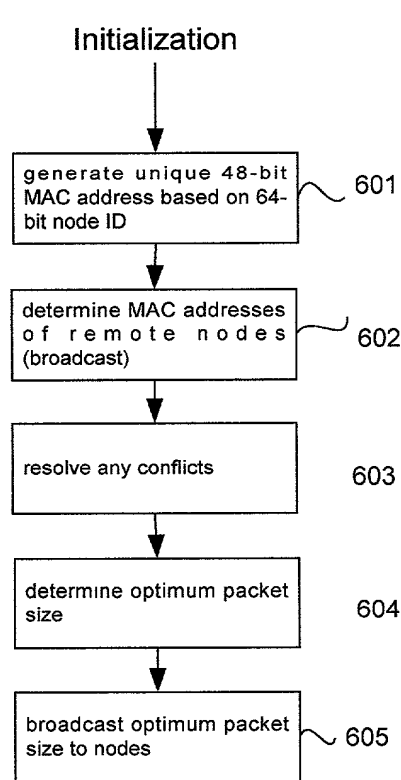 Initialization
generate unique 48-bit
MAC address based on 64-
bit node ID
601
determine MAC addresses
of remote nodes
(broadcast)
602
resolve any conflicts
603
determine optimum packet
size
604
broadcast optimum packet
size to nodes
605